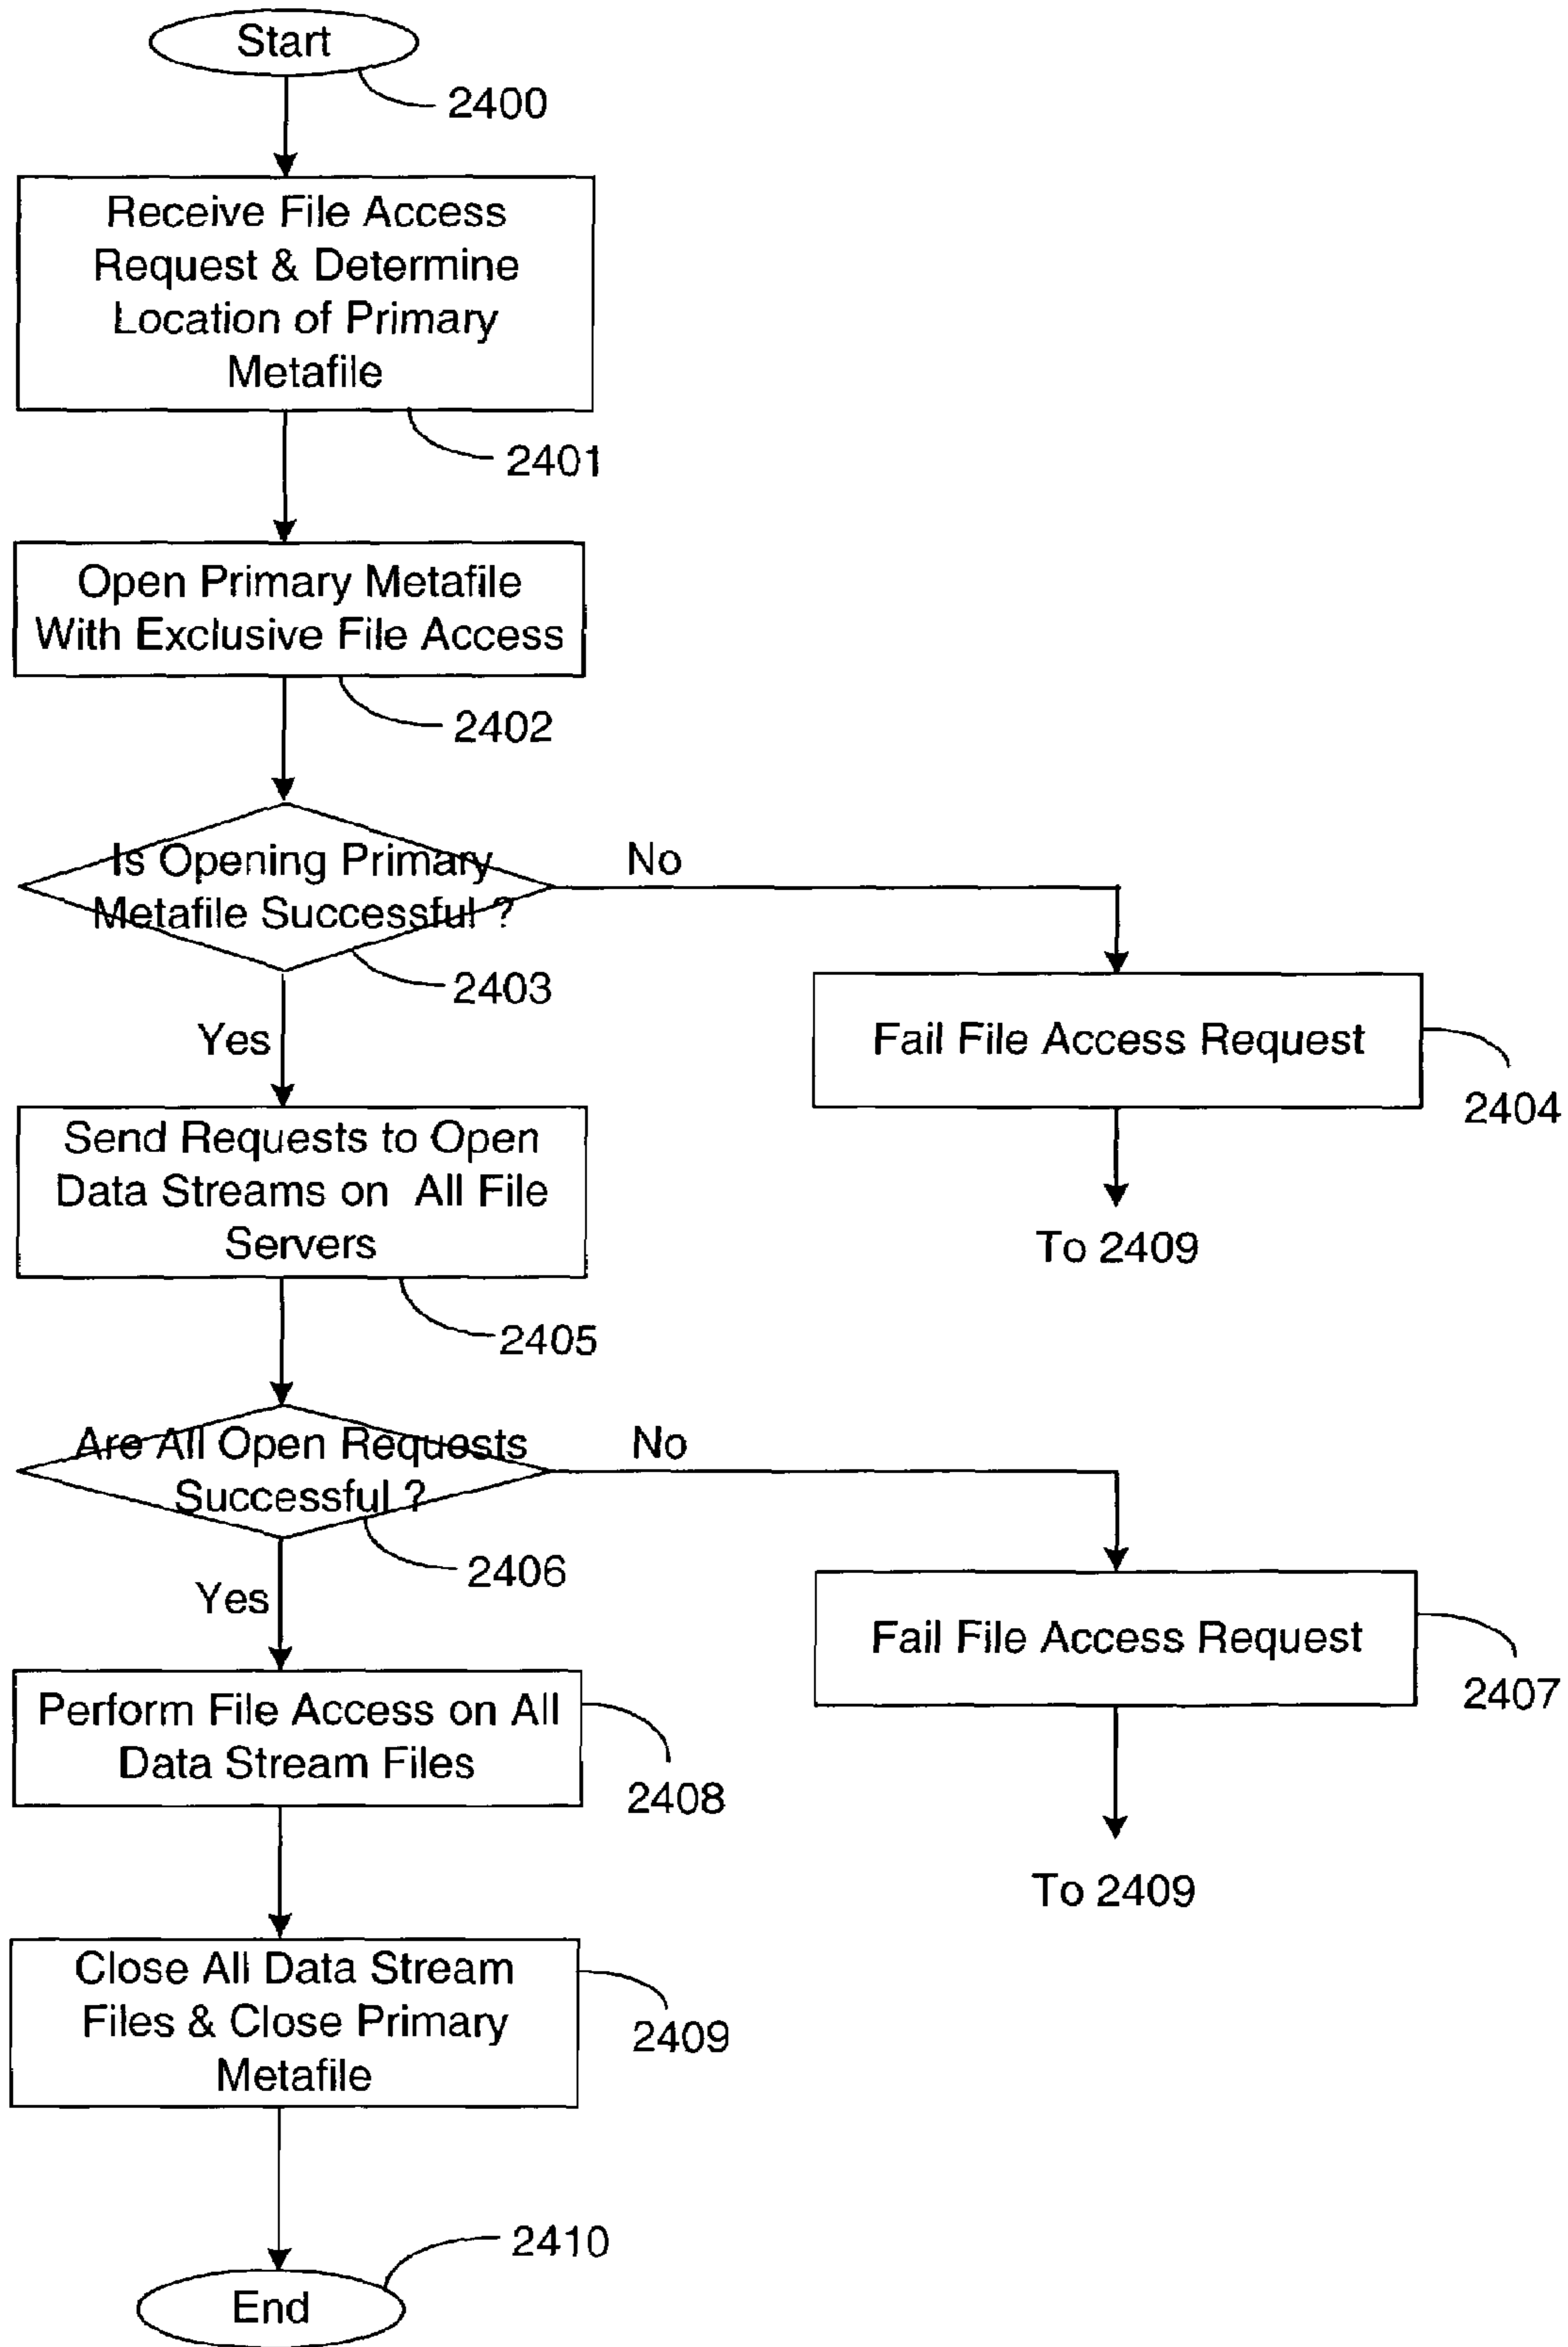 Start
2400
Receive File Access
Request & Determine
Location of Primary
Metafile
2401
Open Primary Metafile
With Exclusive File Access
2402
Is Opening Primary
Metafile Successful ?
No
2403
Yes
Fail File Access Request
2404
To 2409
Send Requests to Open
Data Streams on All File
Servers
2405
Are All Open Requests
Successful ?
No
2406
Yes
Fail File Access Request
2407
To 2409
Perform File Access on All
Data Stream Files
2408
Close All Data Stream
Files & Close Primary
Metafile
2409
2410
End